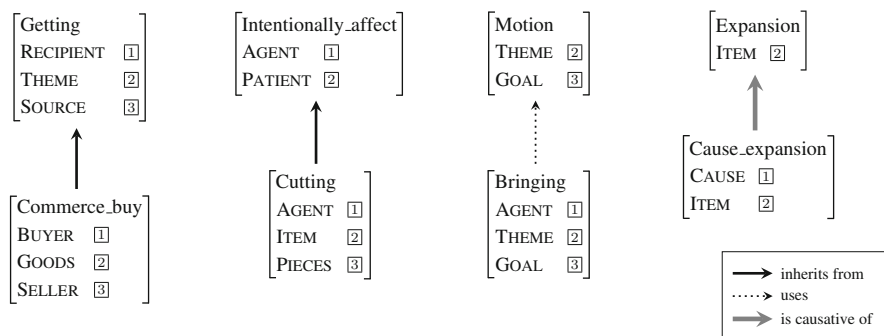 Getting
RECIPIENT 1
THEME 2
SOURCE 3
Commerce_buy
BUYER 1
GOODS 2
SELLER 3
Intentionally_affect
AGENT 1
PATIENT 2
Cutting
AGENT 1
ITEM 2
PIECES 3
Motion
THEME 2
GOAL 3
Bringing
AGENT 1
THEME 2
GOAL 3
Expansion
ITEM 2
Cause_expansion
CAUSE 1
ITEM 2
inherits from
uses
is causative of